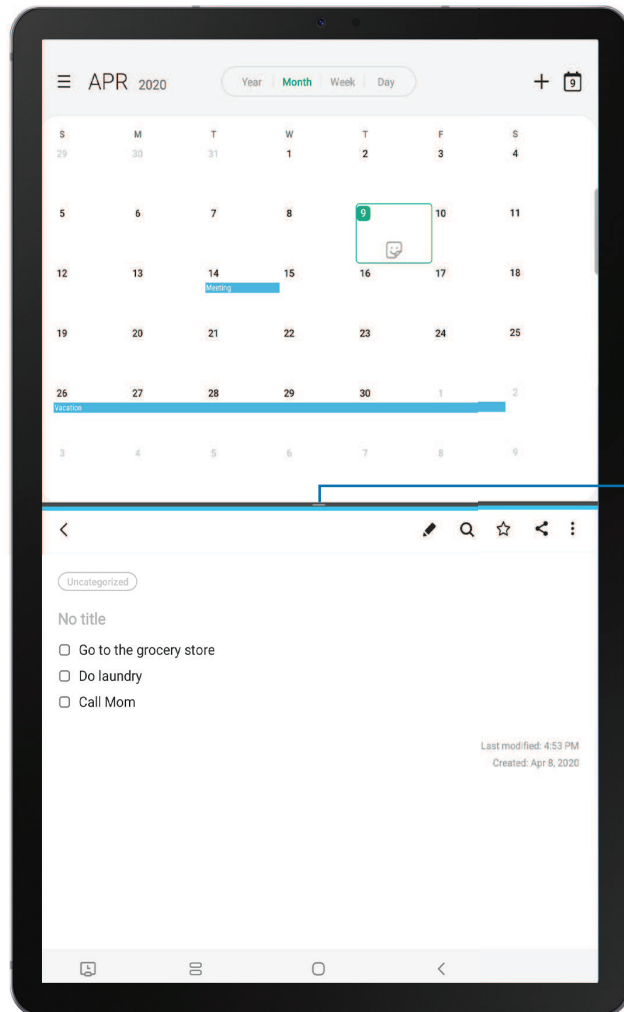 APR 2020
Year Month Week Day
9
S M T W T F S
29 30 31 1 2 3 4
5 6 7 8 9 10 11
12 13 14 15 16 17 18
Meeting
19 20 21 22 23 24 25
26 27 28 29 30 1 2
Vacation
3 4 5 6 7 8 9
Uncategorized
No title
Go to the grocery store
Do laundry
Call Mom
Last modified: 4:53 PM
Created: Apr 8, 2020